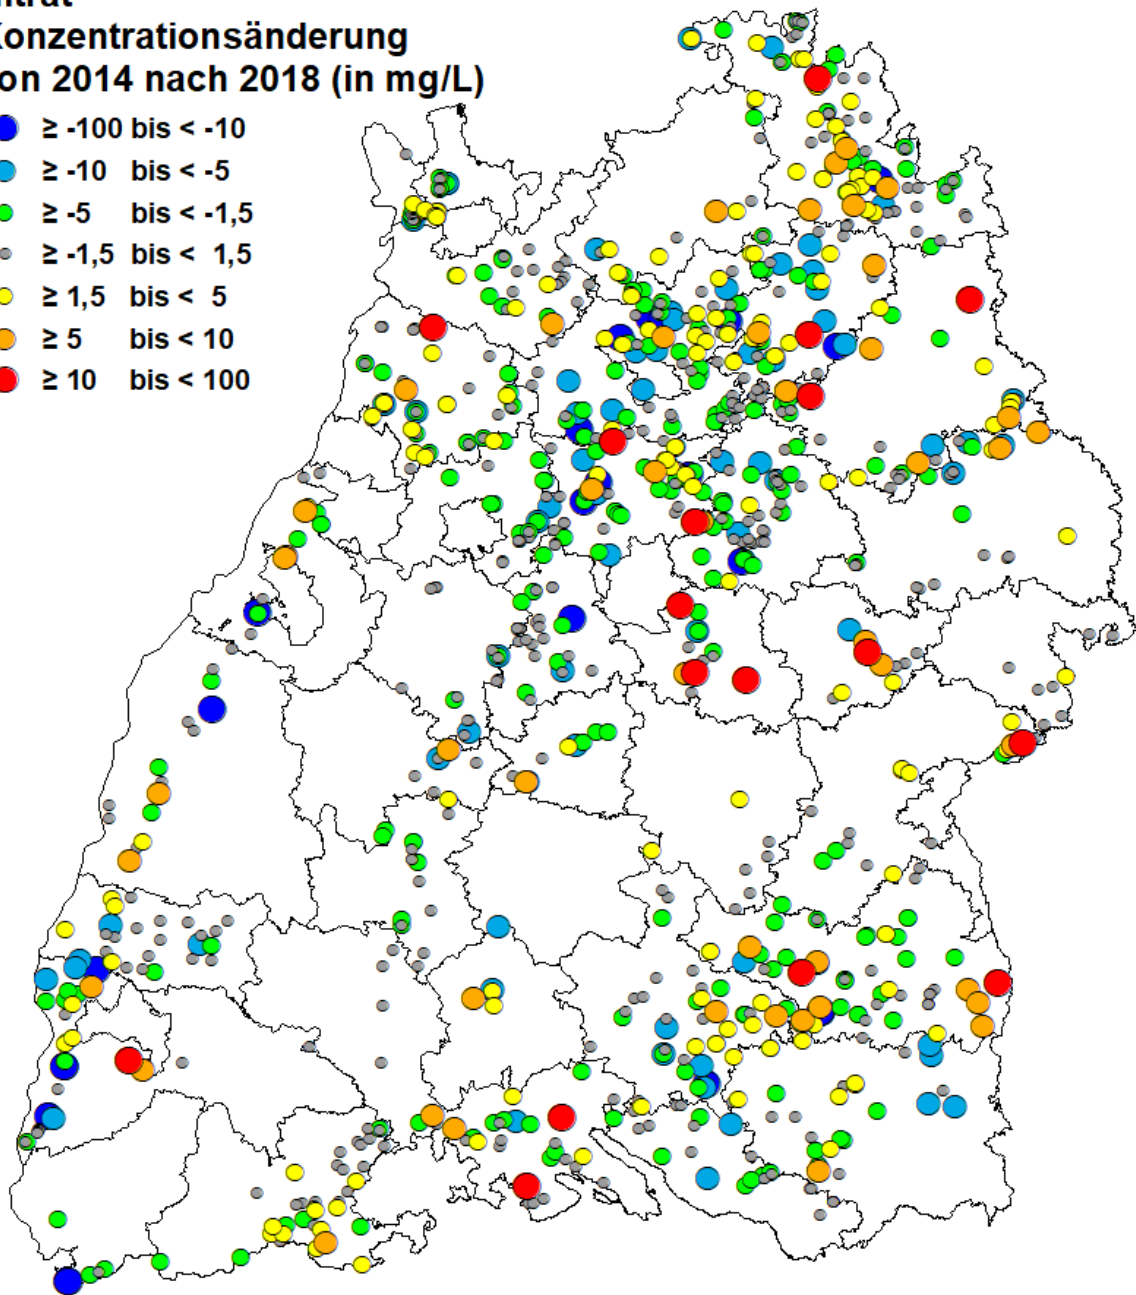 Konzentrationsänderung
on 2014 nach 2018 (in mg/L)
≥ -100 bis < -10
≥ -10 bis < -5
≥ -5 bis < -1,5
≥ -1,5 bis < 1,5
≥ 1,5 bis < 5
≥ 5 bis < 10
≥ 10 bis < 100